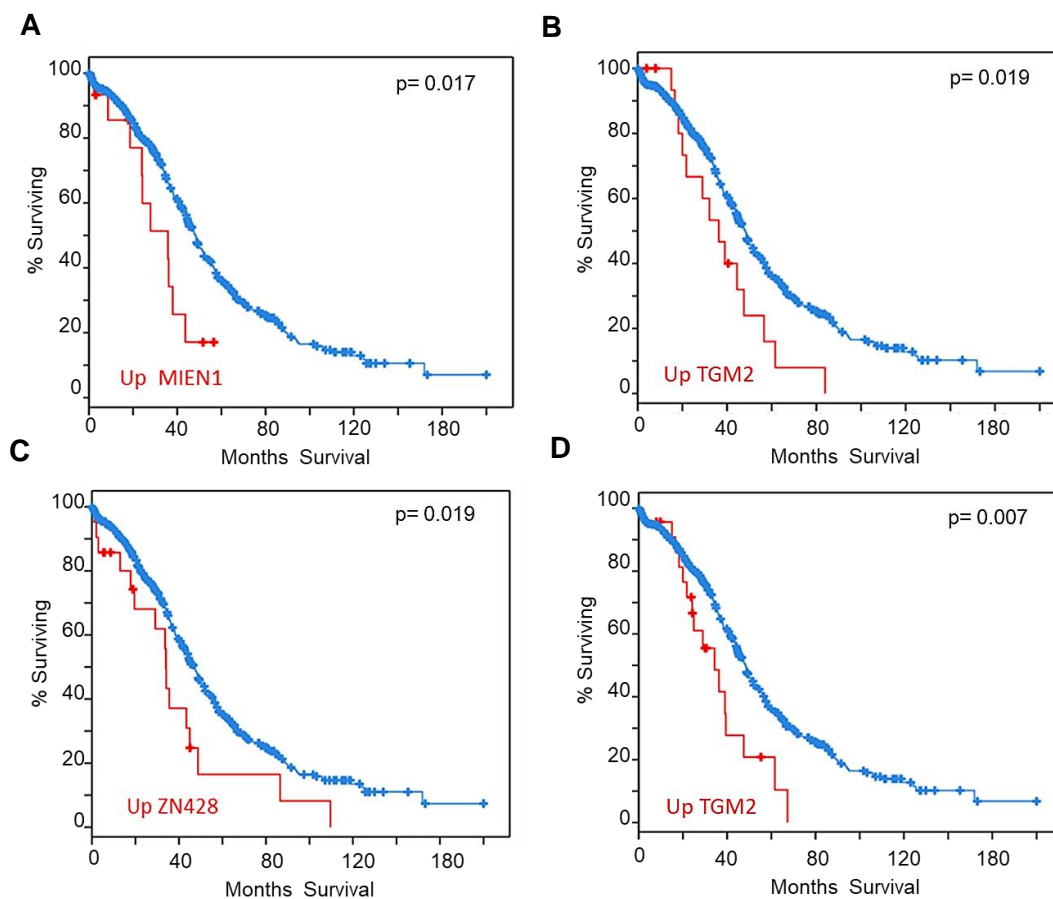 A
100
80
60
40
20
0
% Surviving
p= 0.017
Up MIEN1
0 40 80 120 180
Months Survival
B
100
80
60
40
20
0
% Surviving
p= 0.019
Up TGM2
0 40 80 120 180
Months Survival
C
100
80
60
40
20
0
% Surviving
p= 0.019
Up ZN428
0 40 80 120 180
Months Survival
D
100
80
60
40
20
0
% Surviving
p= 0.007
Up TGM2
0 40 80 120 180
Months Survival